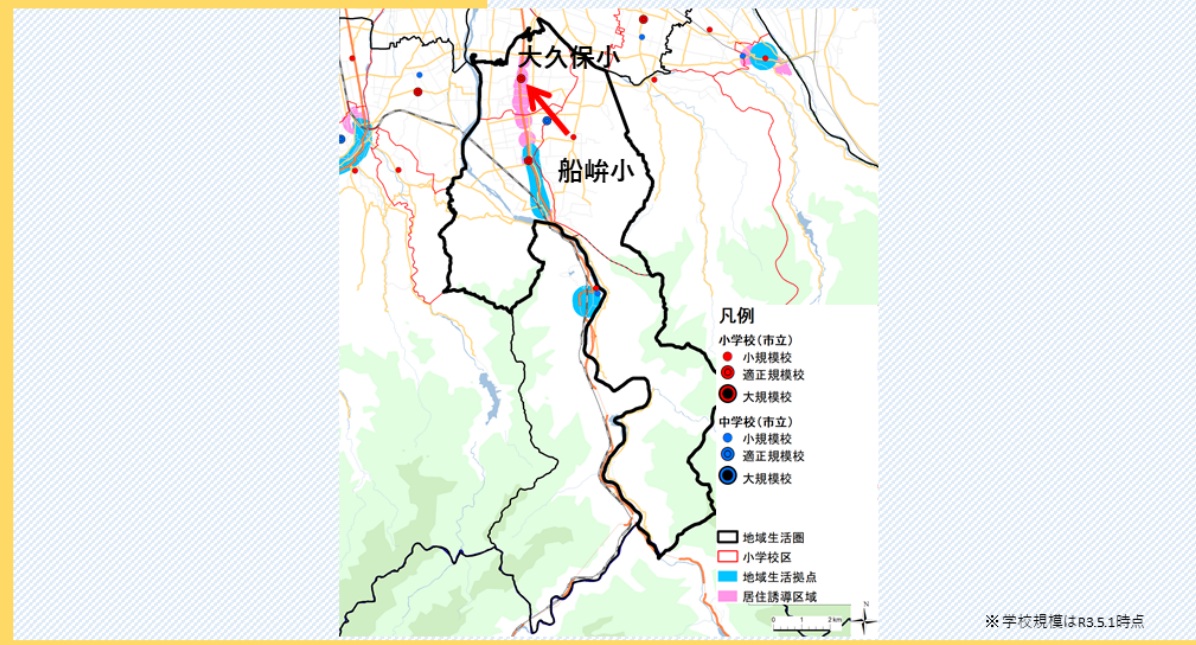 大久保小
船峅小
凡例
小学校(市立)
小規模校
適正規模校
大規模校
中学校(市立)
小規模校
適正規模校
大規模校
地域生活圏
小学校区
地域生活拠点
居住誘導区域
N
0 1 2km
※学校規模はR3.5.1時点